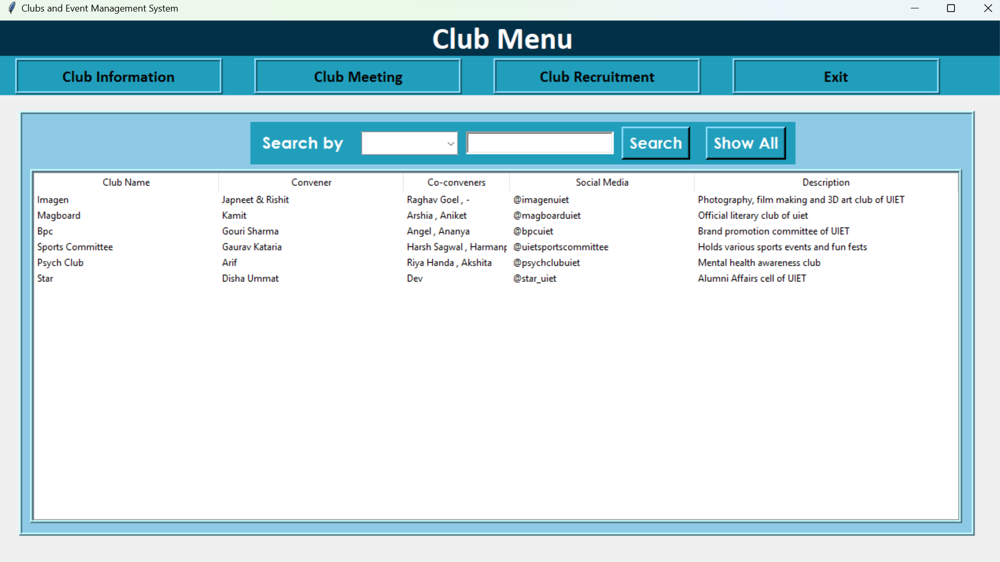 Clubs and Event Management System
Club Menu
Club Information Club Meeting Club Recruitment Exit
Search by Search Show All
Club Name Convener Co-conveners Social Media Description
Imagen Japneet & Rishit Raghav Goel , - @imagenuiet Photography, film making and 3D art club of UIET
Magboard Kamit Arshia , Aniket @magboarduiet Official literary club of uiet
Bpc Gouri Sharma Angel , Ananya @bpcuiet Brand promotion committee of UIET
Sports Committee Gaurav Kataria Harsh Sagwal , @uietsportscommittee Holds various sports events and fun fests
Psych Club Arif Riya Handa , Akshita @psychclubuiet Mental health awareness club
Star Disha Ummat Dev @star_uiet Alumni Affairs cell of UIET